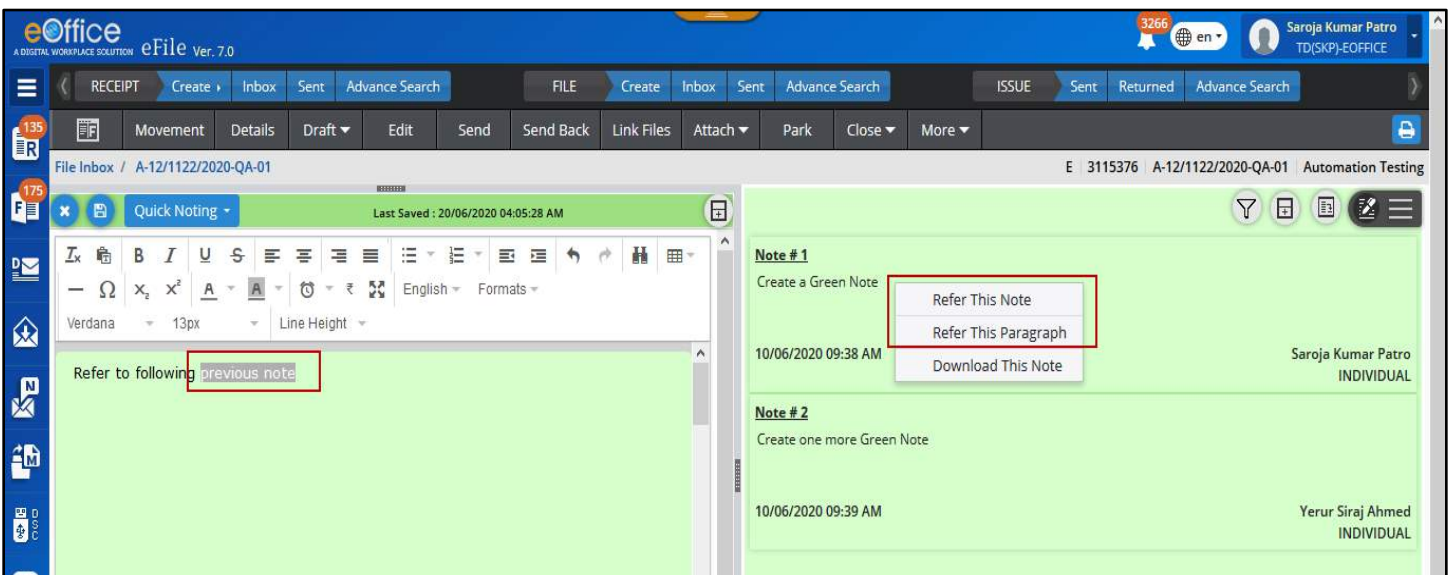 eOffice
A DIGITAL WORKPLACE SOLUTION eFile Ver. 7.0
3266
en
Saroja Kumar Patro
TD(SKP)-EOFFICE
RECEIPT Create Inbox Sent Advance Search FILE Create Inbox Sent Advance Search ISSUE Sent Returned Advance Search
135
R
Movement Details Draft Edit Send Send Back Link Files Attach Park Close More
File Inbox / A-12/1122/2020-QA-01
E 3115376 A-12/1122/2020-QA-01 Automation Testing
175
F
Quick Noting
Last Saved : 20/06/2020 04:05:28 AM
D
B I U S
Ω x₂ x² A A ₹ English Formats
Verdana 13px Line Height
Refer to following previous note
N
M
D
S
C
Note # 1
Create a Green Note
Refer This Note
Refer This Paragraph
Download This Note
10/06/2020 09:38 AM
Saroja Kumar Patro
INDIVIDUAL
Note # 2
Create one more Green Note
10/06/2020 09:39 AM
Yerur Siraj Ahmed
INDIVIDUAL